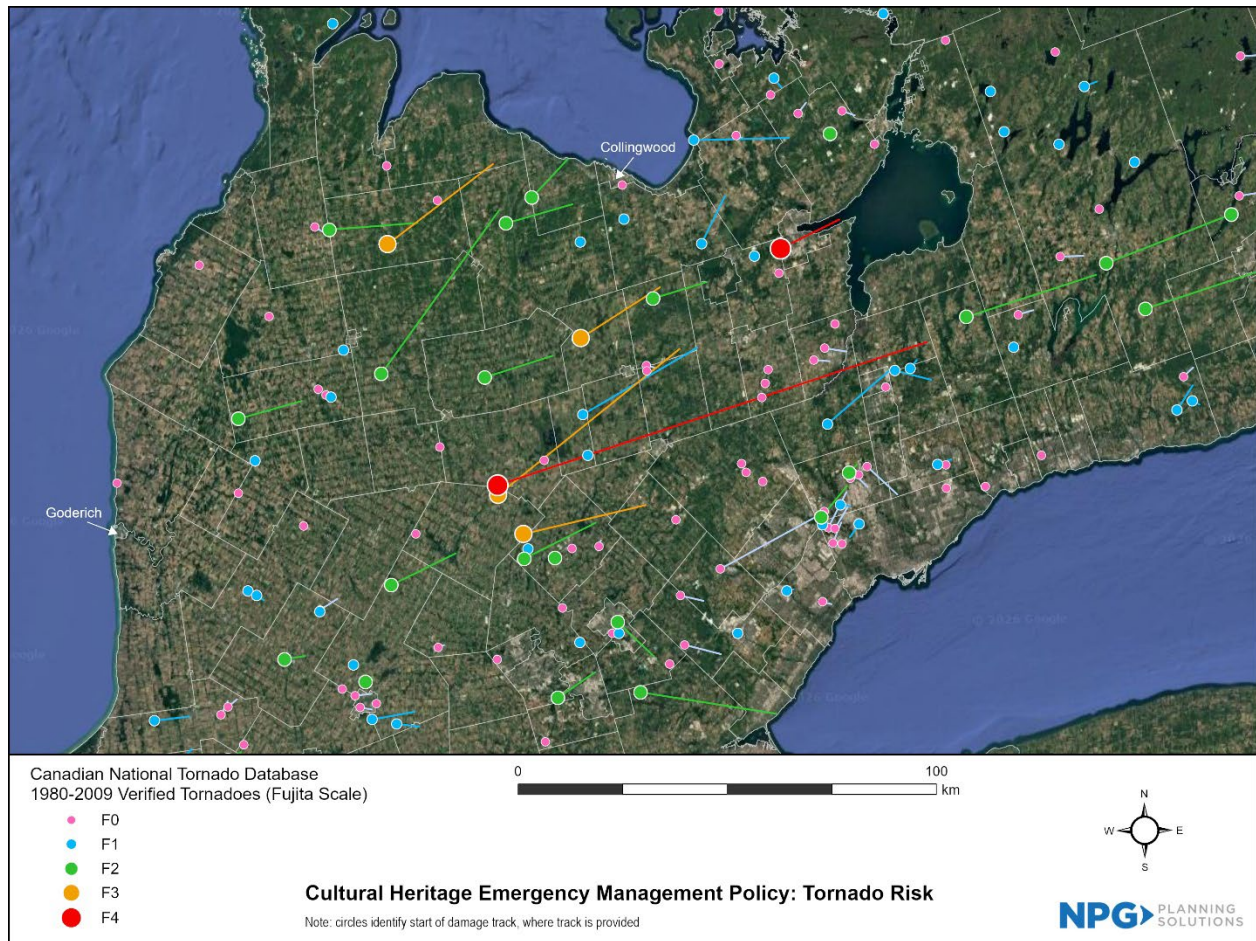 Collingwood
Goderich
Canadian National Tornado Database
1980-2009 Verified Tornadoes (Fujita Scale)
F0
F1
F2
F3
F4
0
100
km
N
W
E
S
Cultural Heritage Emergency Management Policy: Tornado Risk
Note: circles identify start of damage track, where track is provided
NPG
PLANNING
SOLUTIONS